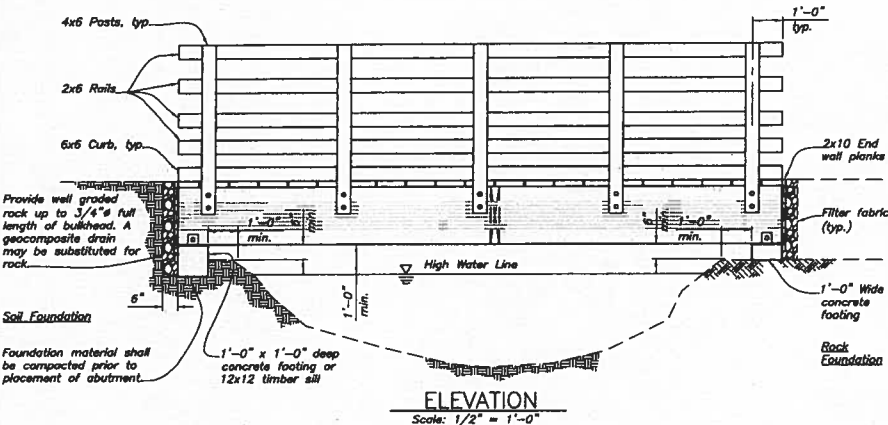 4x6 Posts, typ.
1'-0"
typ.
2x6 Rails
6x6 Curb, typ.
2x10 End
wall planks
Provide well graded
rock up to 3/4"ø full
length of bulkhead. A
geocomposite drain
may be substituted for
rock.
1'-0"
min.
6"
min
1'-0"
min.
6"
min
Filter fabric
(typ.)
High Water Line
1'-0"
min.
6"
1'-0" Wide
concrete
footing
Soil Foundation
Rock
Foundation
Foundation material shall
be compacted prior to
placement of abutment.
1'-0" x 1'-0" deep
concrete footing or
12x12 timber sill
ELEVATION
Scale: 1/2" = 1'-0"